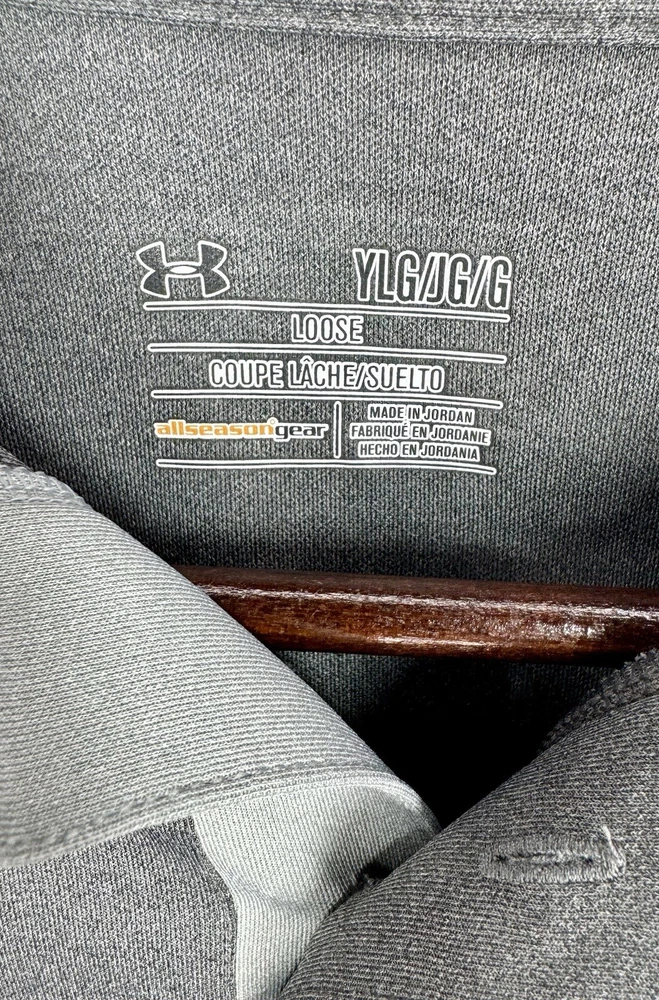 YLG/JG/G
LOOSE
COUPE LÂCHE/SUELTO
allseasongear
MADE IN JORDAN
FABRIQUÉ EN JORDANIE
HECHO EN JORDANIA